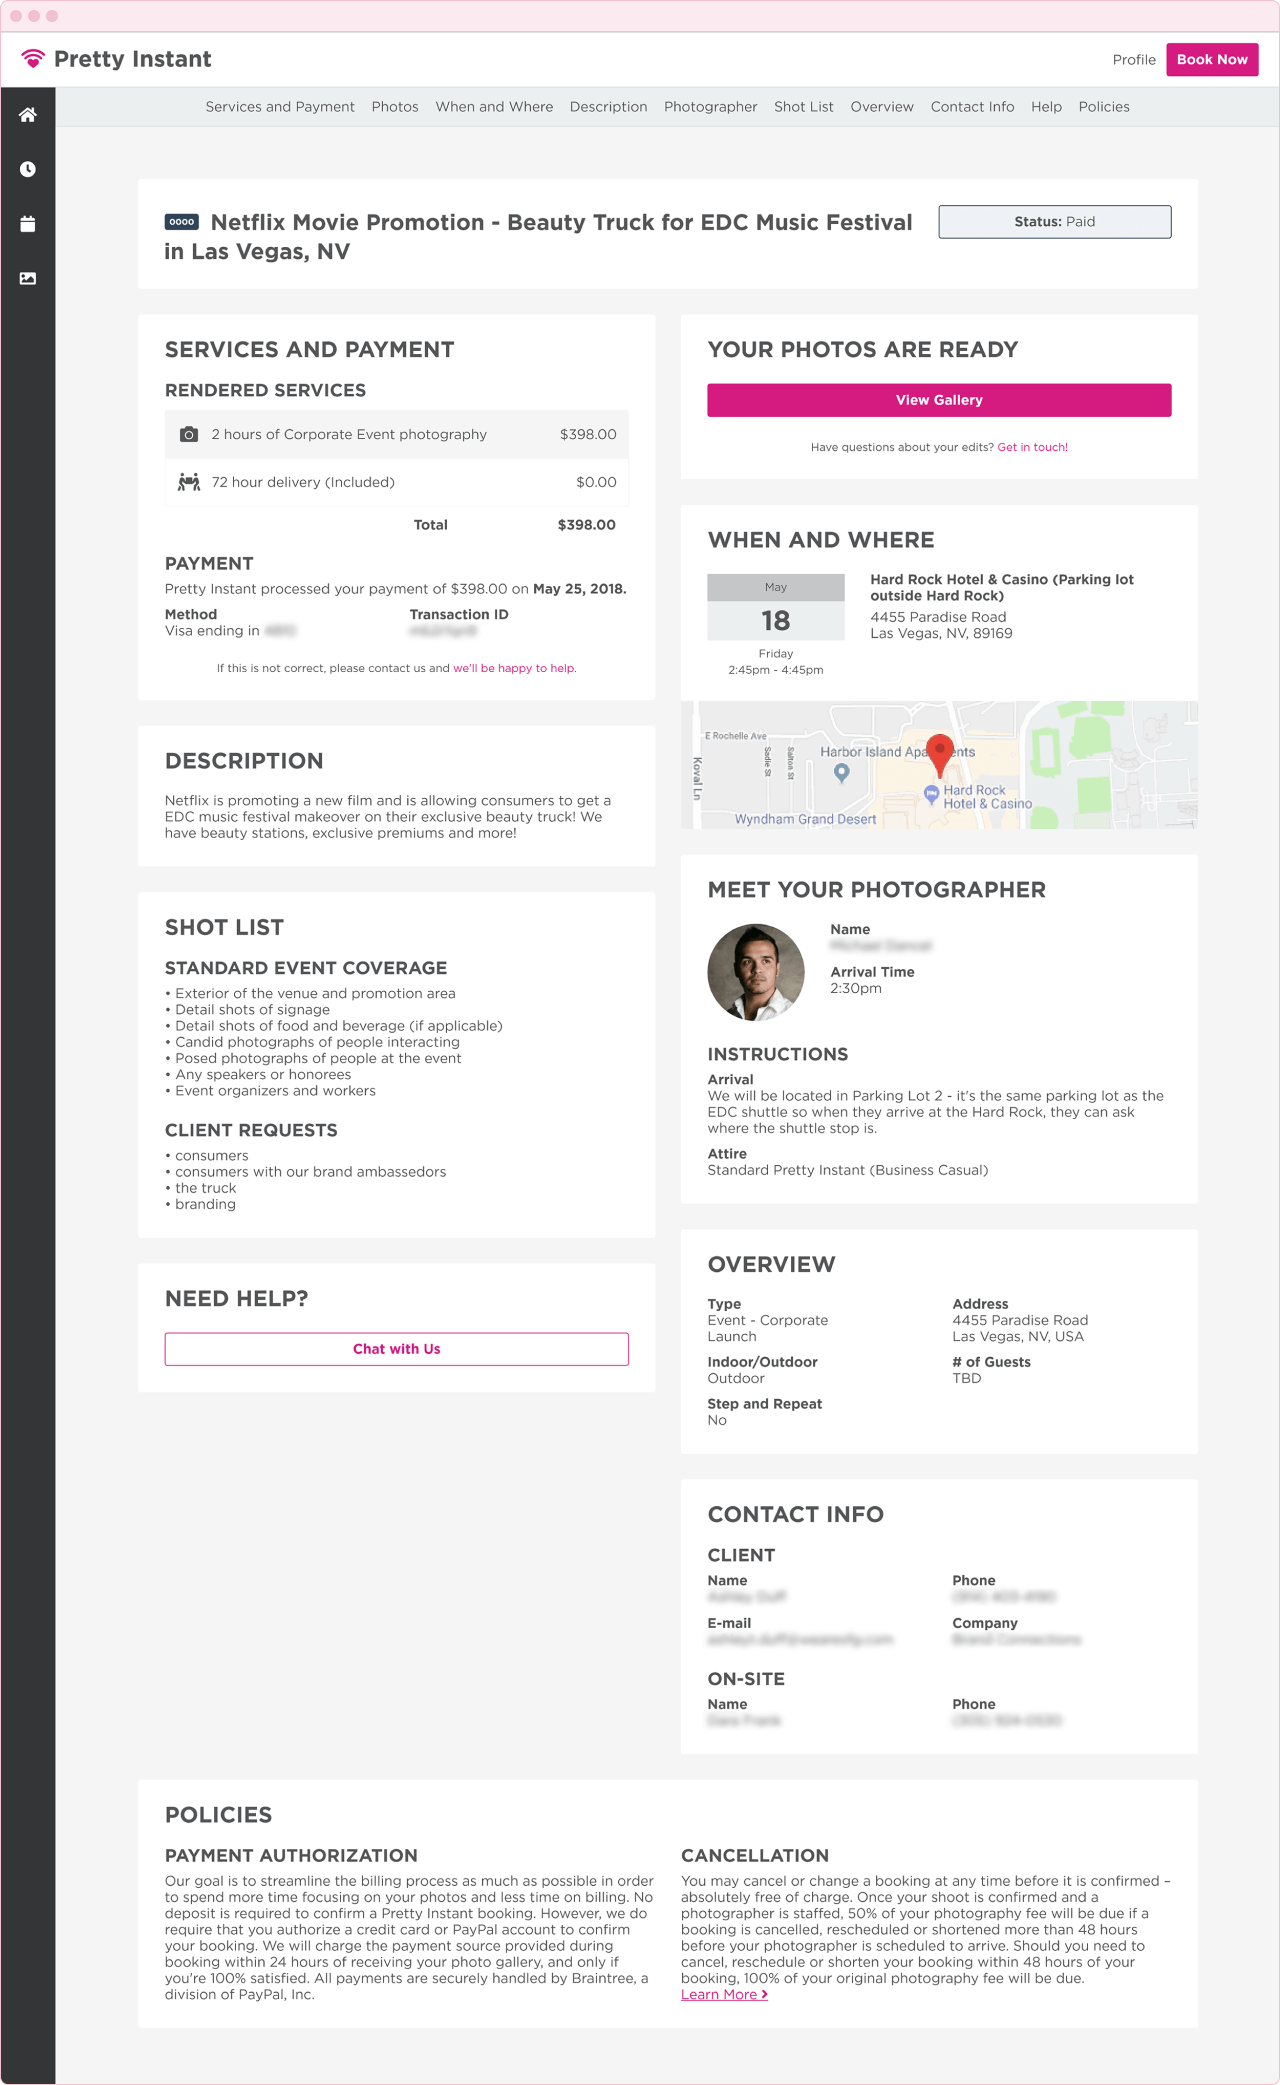 Pretty Instant
Profile
Book Now
Services and Payment Photos When and Where Description Photographer Shot List Overview Contact Info Help Policies
oooo Netflix Movie Promotion - Beauty Truck for EDC Music Festival
in Las Vegas, NV
Status: Paid
SERVICES AND PAYMENT
RENDERED SERVICES
2 hours of Corporate Event photography $398.00
72 hour delivery (Included) $0.00
Total $398.00
PAYMENT
Pretty Instant processed your payment of $398.00 on May 25, 2018.
Method Transaction ID
Visa ending in
If this is not correct, please contact us and we'll be happy to help.
DESCRIPTION
Netflix is promoting a new film and is allowing consumers to get a
EDC music festival makeover on their exclusive beauty truck! We
have beauty stations, exclusive premiums and more!
SHOT LIST
STANDARD EVENT COVERAGE
• Exterior of the venue and promotion area
• Detail shots of signage
• Detail shots of food and beverage (if applicable)
• Candid photographs of people interacting
• Posed photographs of people at the event
• Any speakers or honorees
• Event organizers and workers
CLIENT REQUESTS
• consumers
• consumers with our brand ambassedors
• the truck
• branding
NEED HELP?
Chat with Us
YOUR PHOTOS ARE READY
View Gallery
Have questions about your edits? Get in touch!
WHEN AND WHERE
May
18
Friday
2:45pm - 4:45pm
Hard Rock Hotel & Casino (Parking lot
outside Hard Rock)
4455 Paradise Road
Las Vegas, NV, 89169
E Rochelle Ave
Koval Ln
Sadie St
Salton St
Harbor Island Apa ents
Hard Rock
Hotel & Casino
Wyndham Grand Desert
MEET YOUR PHOTOGRAPHER
Name
Arrival Time
2:30pm
INSTRUCTIONS
Arrival
We will be located in Parking Lot 2 - it's the same parking lot as the
EDC shuttle so when they arrive at the Hard Rock, they can ask
where the shuttle stop is.
Attire
Standard Pretty Instant (Business Casual)
OVERVIEW
Type
Event - Corporate
Launch
Address
4455 Paradise Road
Las Vegas, NV, USA
Indoor/Outdoor
Outdoor
# of Guests
TBD
Step and Repeat
No
CONTACT INFO
CLIENT
Name Phone
E-mail Company
ON-SITE
Name Phone
POLICIES
PAYMENT AUTHORIZATION
Our goal is to streamline the billing process as much as possible in order
to spend more time focusing on your photos and less time on billing. No
deposit is required to confirm a Pretty Instant booking. However, we do
require that you authorize a credit card or PayPal account to confirm
your booking. We will charge the payment source provided during
booking within 24 hours of receiving your photo gallery, and only if
you're 100% satisfied. All payments are securely handled by Braintree, a
division of PayPal, Inc.
CANCELLATION
You may cancel or change a booking at any time before it is confirmed –
absolutely free of charge. Once your shoot is confirmed and a
photographer is staffed, 50% of your photography fee will be due if a
booking is cancelled, rescheduled or shortened more than 48 hours
before your photographer is scheduled to arrive. Should you need to
cancel, reschedule or shorten your booking within 48 hours of your
booking, 100% of your original photography fee will be due.
Learn More